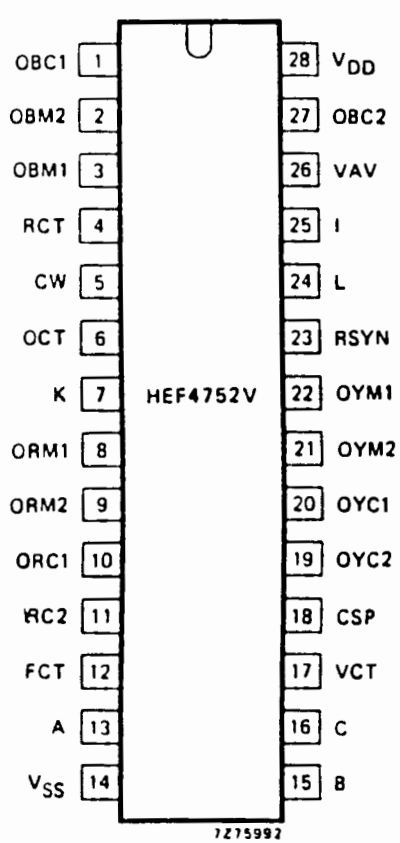 OBC1 1 28 VDD
OBM2 2 27 OBC2
OBM1 3 26 VAV
RCT 4 25 I
CW 5 24 L
OCT 6 23 RSYN
K 7 HEF4752V 22 OYM1
ORM1 8 21 OYM2
ORM2 9 20 OYC1
ORC1 10 19 OYC2
RC2 11 18 CSP
FCT 12 17 VCT
A 13 16 C
VSS 14 15 B
7Z75992